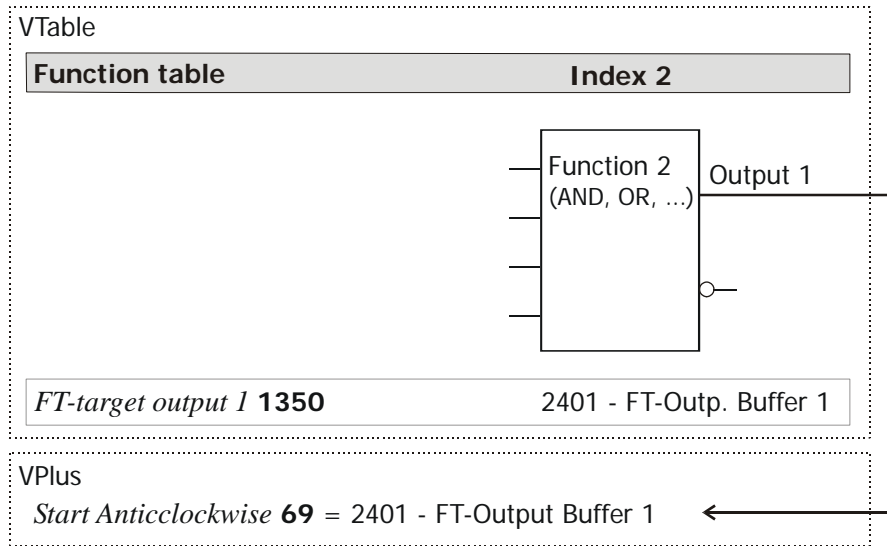 VTable
Function table Index 2
Function 2 Output 1
(AND, OR, ...)
FT-target output 1 1350 2401 - FT-Outp. Buffer 1
VPlus
Start Anticclockwise 69 = 2401 - FT-Output Buffer 1